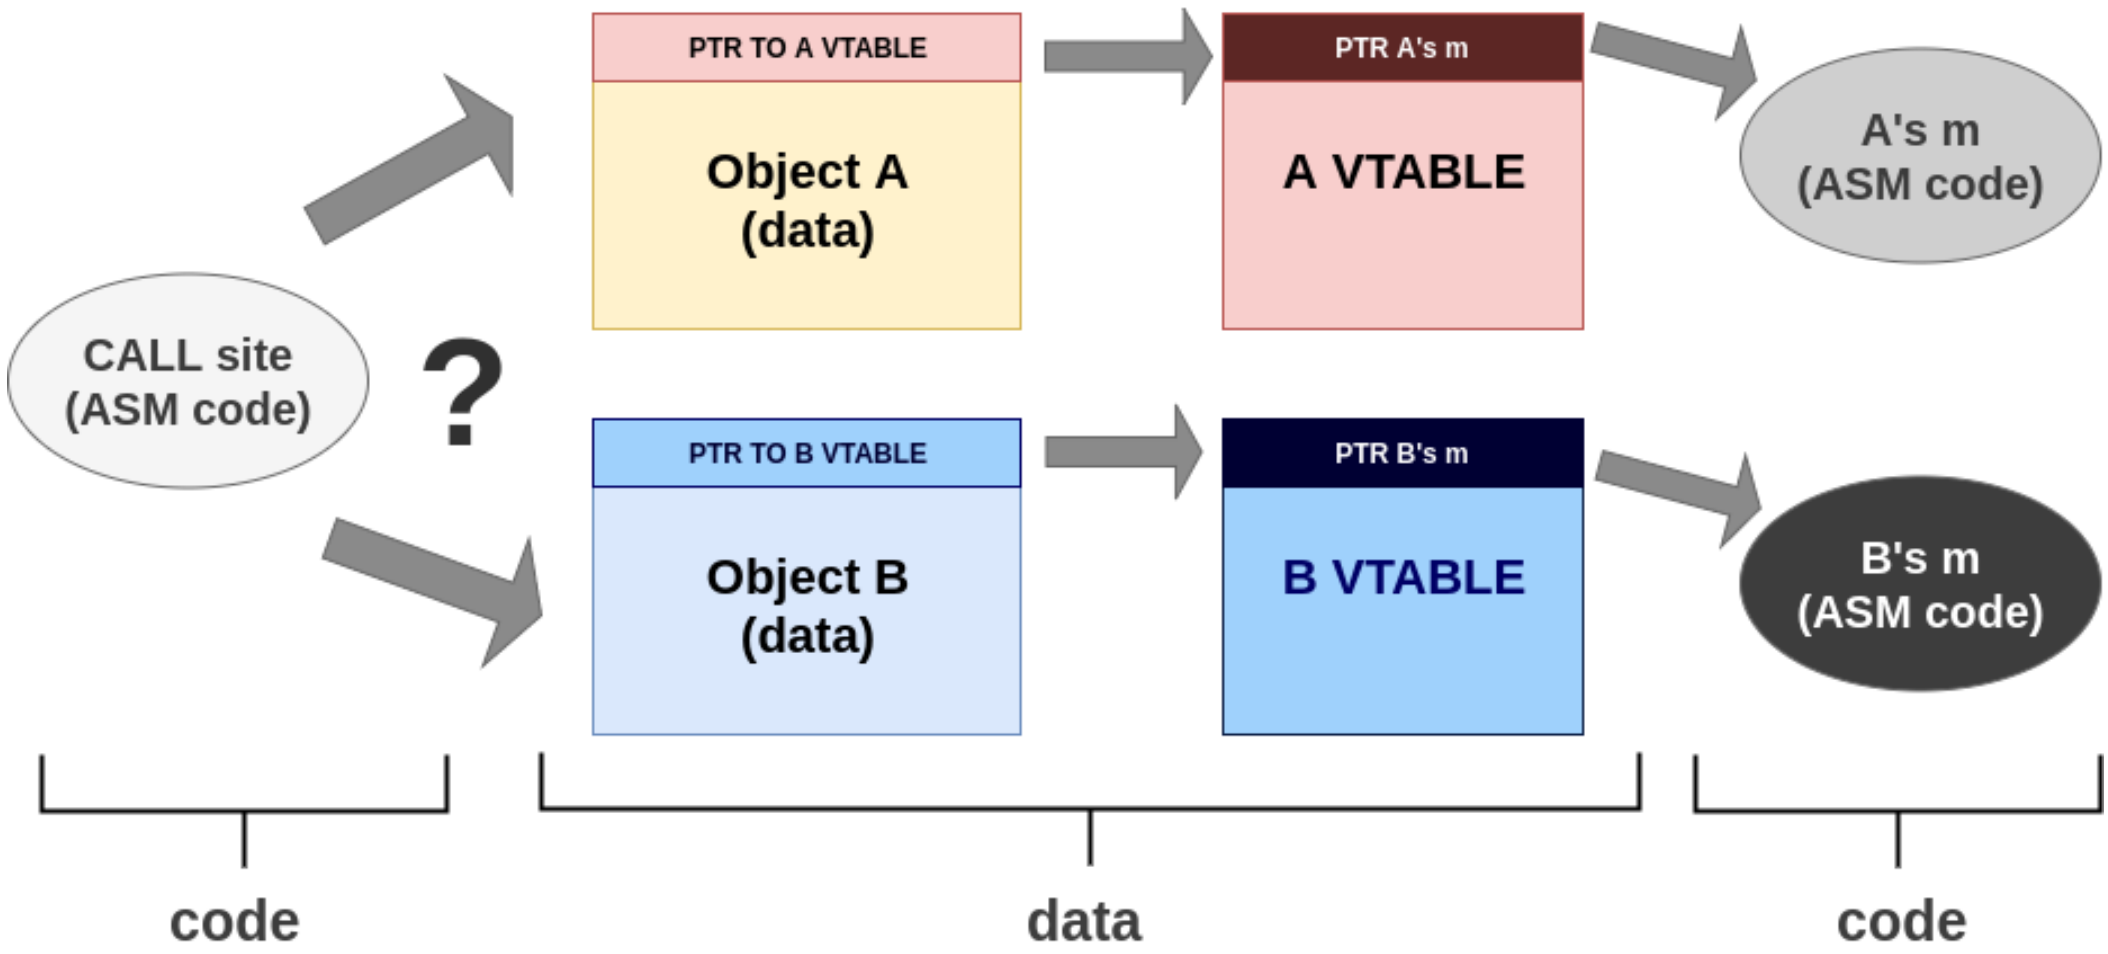 PTR TO A VTABLE
Object A
(data)
PTR A's m
A VTABLE
A's m
(ASM code)
CALL site
(ASM code)
?
PTR TO B VTABLE
Object B
(data)
PTR B's m
B VTABLE
B's m
(ASM code)
code
data
code